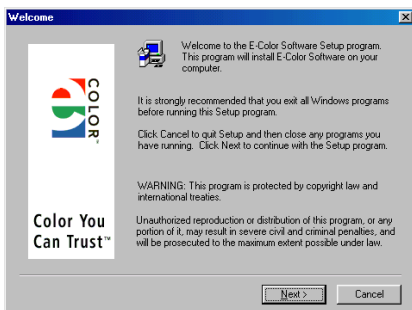 Welcome
Welcome to the E-Color Software Setup program.
This program will install E-Color Software on your
computer.
It is strongly recommended that you exit all Windows programs
before running this Setup program.
Click Cancel to quit Setup and then close any programs you
have running. Click Next to continue with the Setup program.
WARNING: This program is protected by copyright law and
international treaties.
Unauthorized reproduction or distribution of this program, or any
portion of it, may result in severe civil and criminal penalties, and
will be prosecuted to the maximum extent possible under law.
e COLOR
Color You
Can Trust™
Next >
Cancel